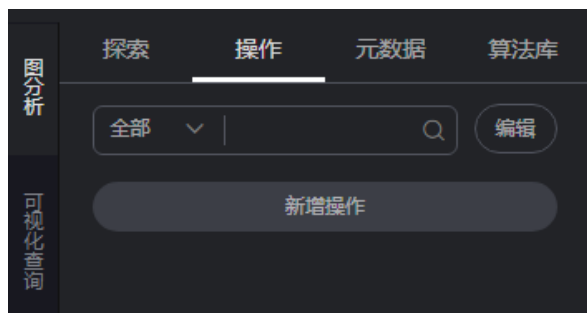 图分析
可视化查询
探索 操作 元数据 算法库
全部 编辑
新增操作